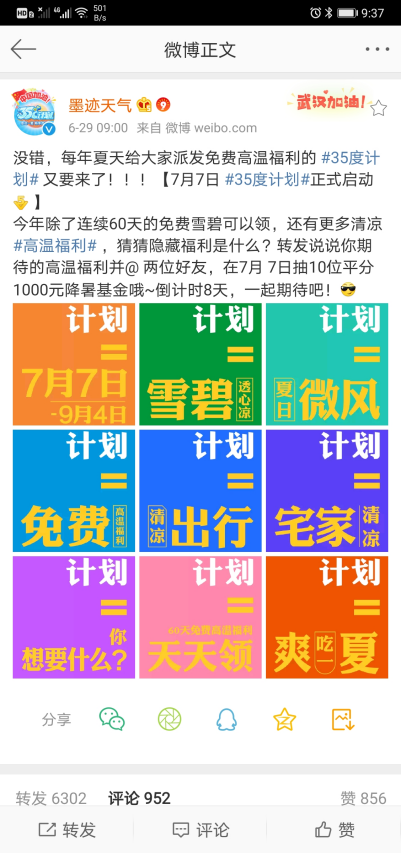 HD 2 4G 501 B/s 9:37
微博正文
中国加油!
35℃计划
墨迹天气
武汉加油!
6-29 09:00 来自 微博 weibo.com
没错，每年夏天给大家派发免费高温福利的 #35度计
划# 又要来了！！！【7月7日 #35度计划#正式启动
】
今年除了连续60天的免费雪碧可以领，还有更多清凉
#高温福利# ，猜猜隐藏福利是什么？转发说说你期
待的高温福利并@ 两位好友，在7月 7日抽10位平分
1000元降暑基金哦~倒计时8天，一起期待吧！
计划
=
7月7日
-9月4日
计划
=
雪碧 透心凉
计划
=
夏日 微风
计划
=
免费 高温福利
计划
=
清凉 出行
计划
=
宅家 清凉
计划
=
你
想要什么?
计划
=
60天免费高温福利
天天领
计划
=
爽 吃一 夏
分享
转发 6302 评论 952 赞 856
转发 评论 赞